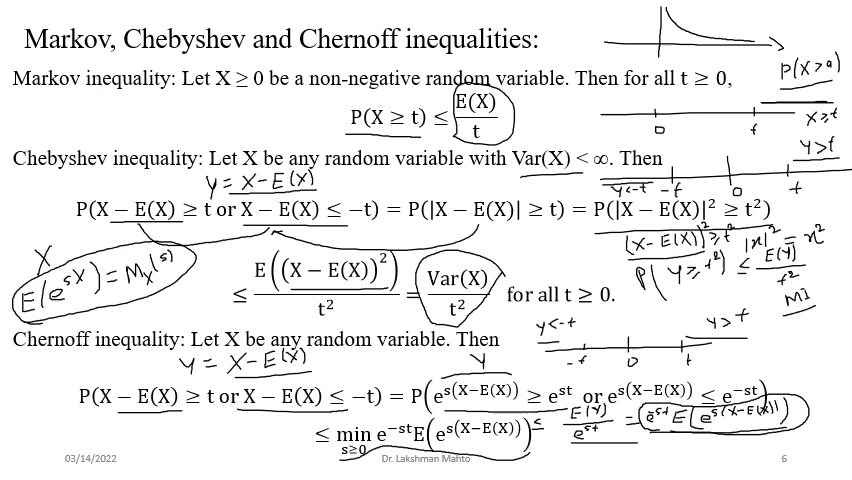 Markov, Chebyshev and Chernoff inequalities:
P(X>a)
Markov inequality: Let X ≥ 0 be a non-negative random variable. Then for all t ≥ 0,
P(X ≥ t) ≤ E(X)/t
0 t X≥t
Y>t
Chebyshev inequality: Let X be any random variable with Var(X) < ∞. Then
Y<-t -t 0 t
Y = X-E(X)
P(X − E(X) ≥ t or X − E(X) ≤ −t) = P(|X − E(X)| ≥ t) = P(|X − E(X)|² ≥ t²)
(X-E(X))² ≥ t² |x|² = x²
X
E(e^{sX}) = M_X(s)
P(Y ≥ t²) ≤ E(Y)/t²
MI
≤ E((X − E(X))²)/t² = Var(X)/t² for all t ≥ 0.
Chernoff inequality: Let X be any random variable. Then
Y<-t -t 0 t Y>t
Y = X-E(X) Y
P(X − E(X) ≥ t or X − E(X) ≤ −t) = P(e^{s(X−E(X))} ≥ e^{st} or e^{s(X−E(X))} ≤ e^{−st})
≤ min_{s≥0} e^{−st}E(e^{s(X−E(X))}) ≤ E(Y)/e^{st} = e^{-st} E(e^{s(X-E(X))})
03/14/2022 Dr. Lakshman Mahto 6